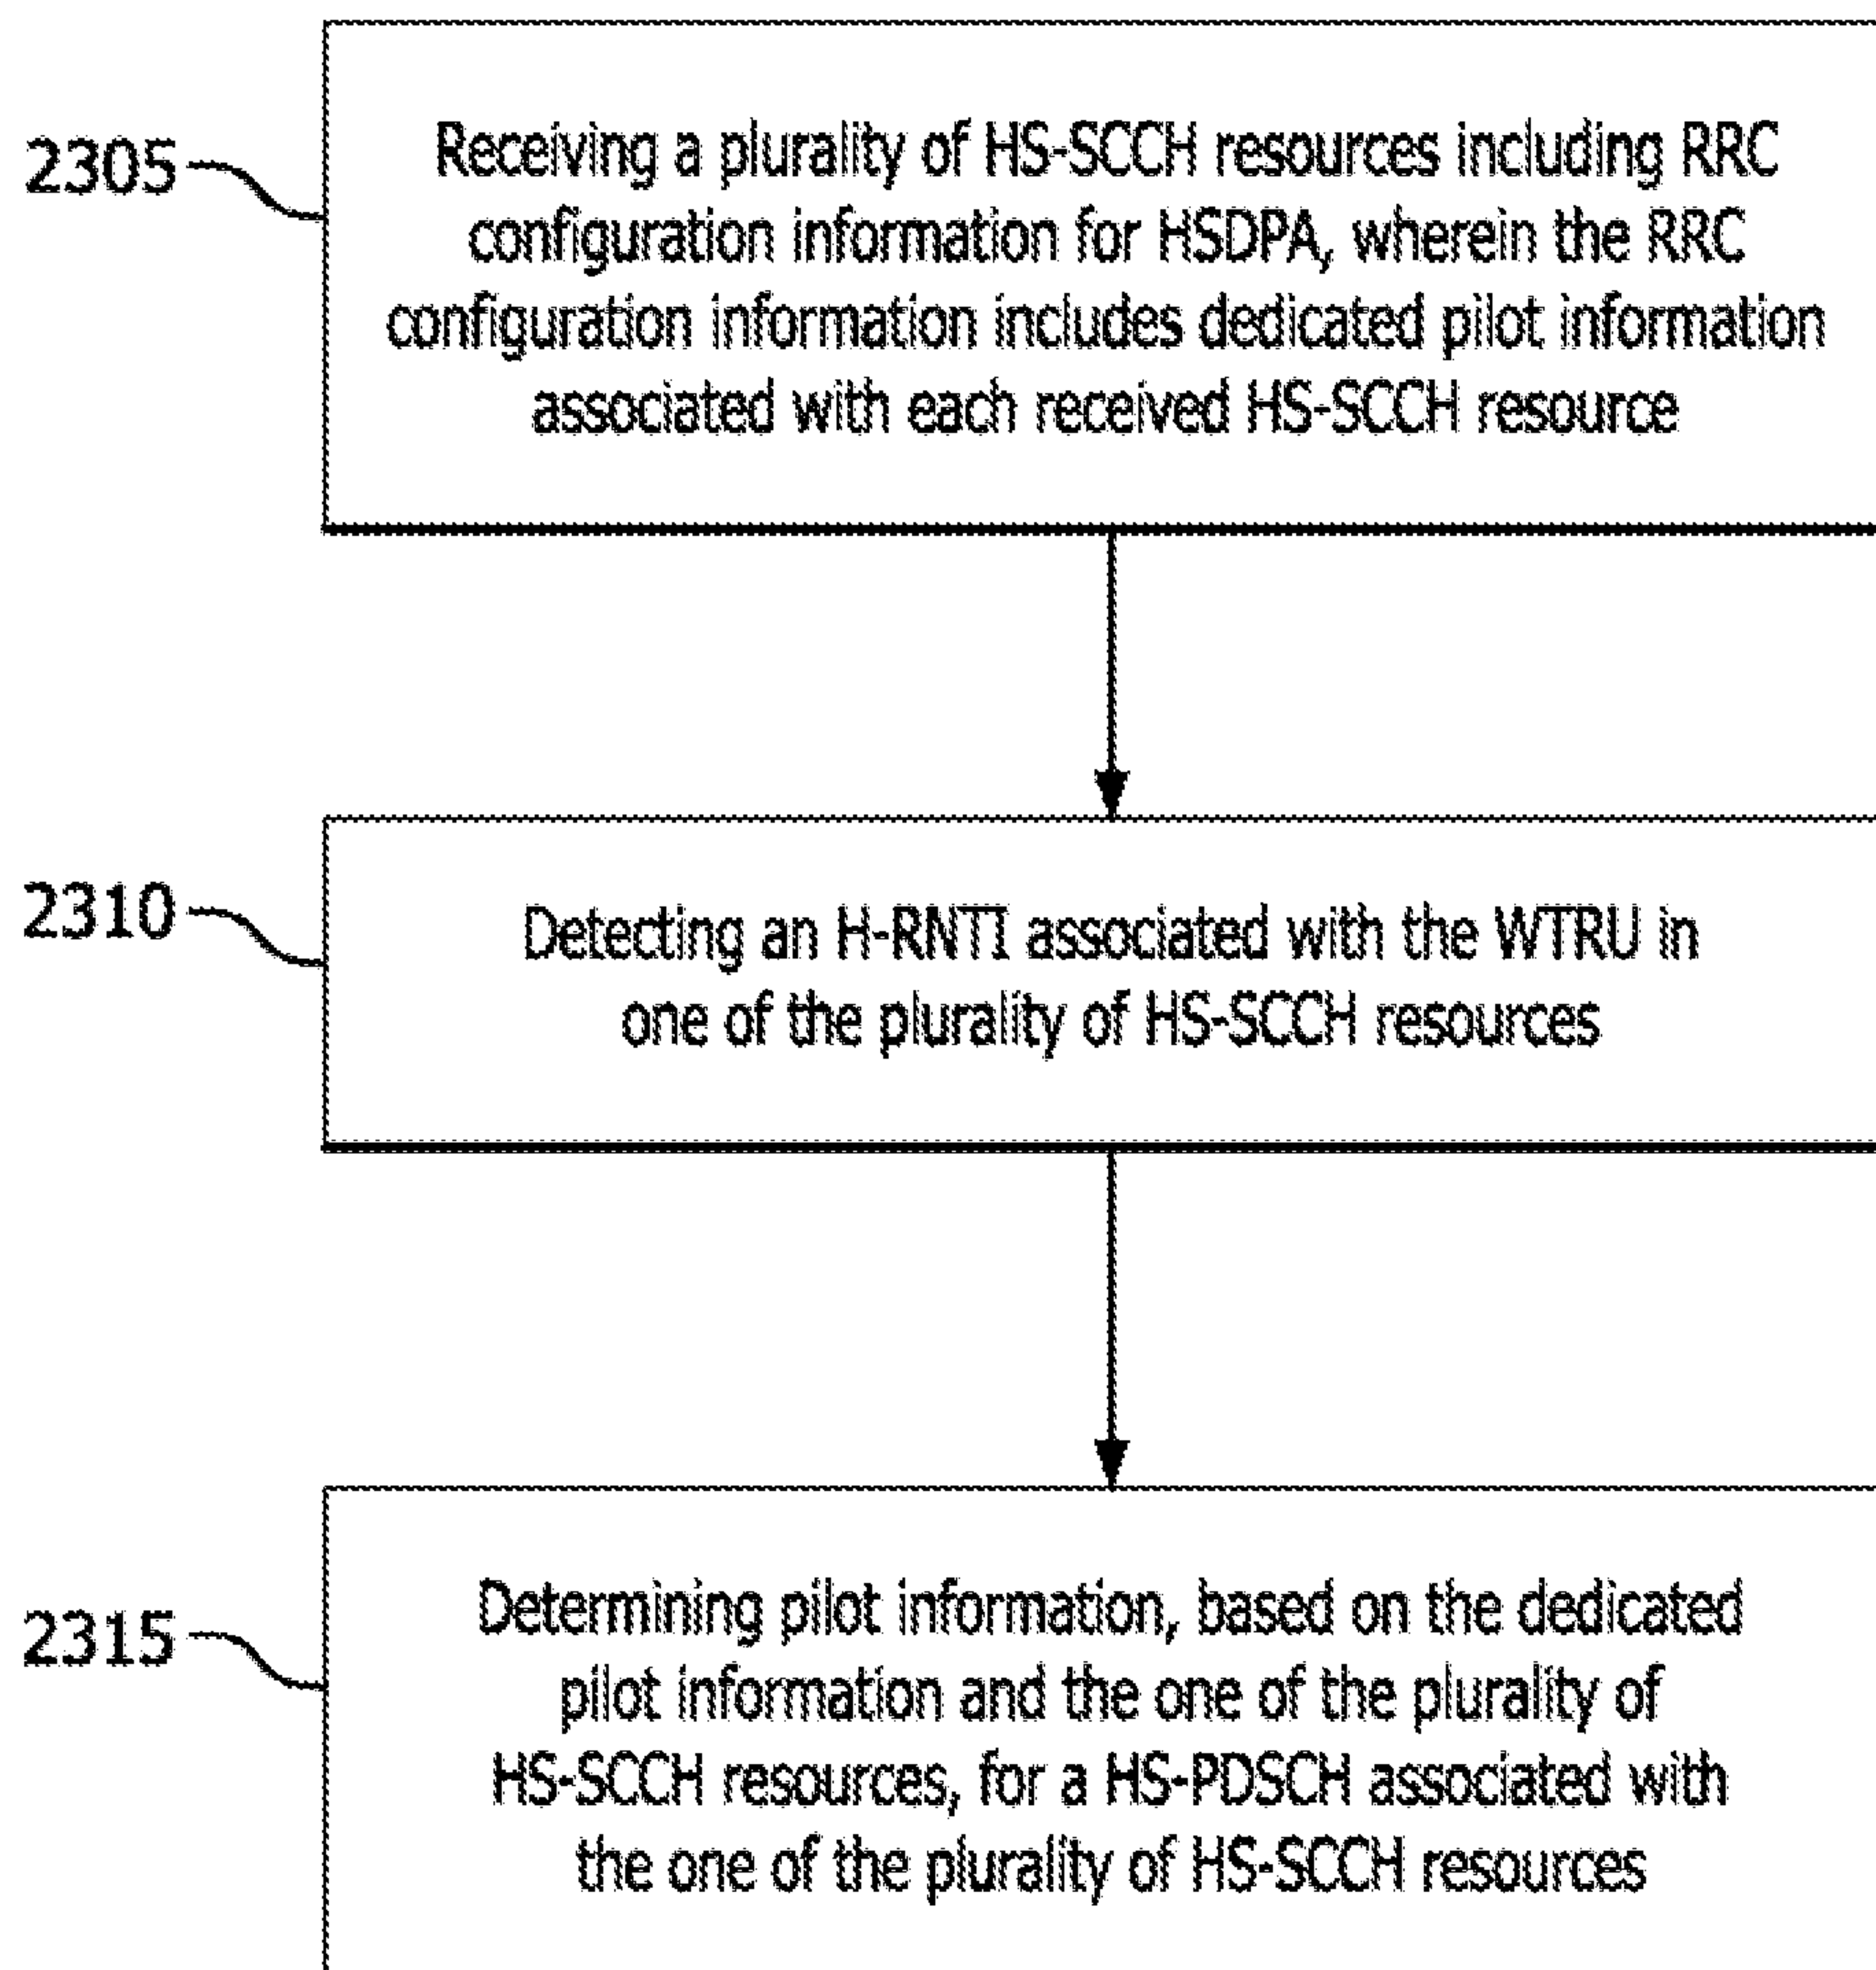 2305
Receiving a plurality of HS-SCCH resources including RRC
configuration information for HSDPA, wherein the RRC
configuration information includes dedicated pilot information
associated with each received HS-SCCH resource
2310
Detecting an H-RNTI associated with the WTRU in
one of the plurality of HS-SCCH resources
2315
Determining pilot information, based on the dedicated
pilot information and the one of the plurality of
HS-SCCH resources, for a HS-PDSCH associated with
the one of the plurality of HS-SCCH resources